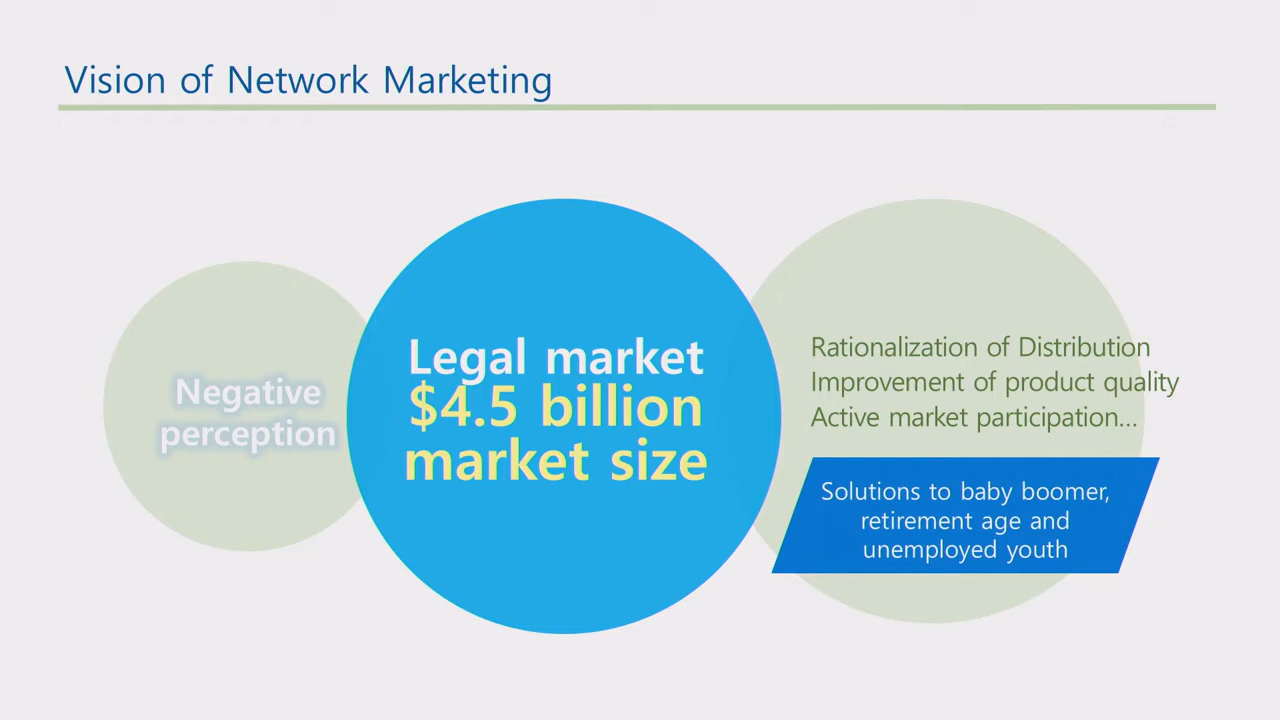 Vision of Network Marketing
Negative
perception
Legal market
$4.5 billion
market size
Rationalization of Distribution
Improvement of product quality
Active market participation...
Solutions to baby boomer,
retirement age and
unemployed youth